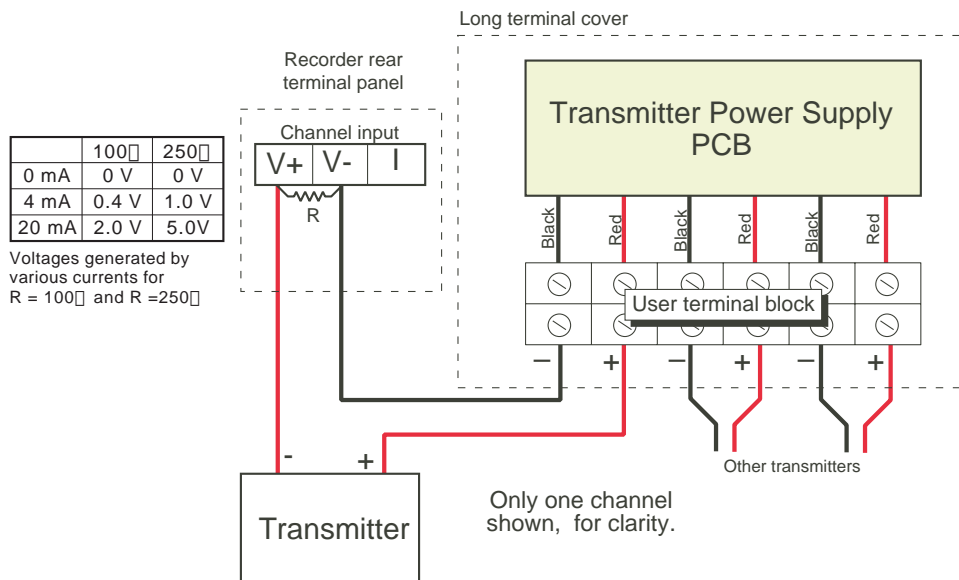 Long terminal cover
Recorder rear
terminal panel
Transmitter Power Supply
PCB
Channel input
V+ V- I
R
100▯ 250▯
0 mA 0 V 0 V
4 mA 0.4 V 1.0 V
20 mA 2.0 V 5.0V
Voltages generated by
various currents for
R = 100▯ and R =250▯
Black Red Black Red Black Red
User terminal block
– + – + – +
Other transmitters
- +
Transmitter
Only one channel
shown, for clarity.